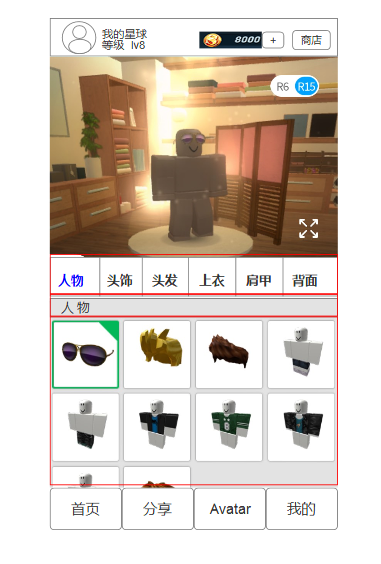 我的星球
等级 lv8
8000
+
商店
R6 R15
人物 头饰 头发 上衣 肩甲 背面
人物
首页 分享 Avatar 我的